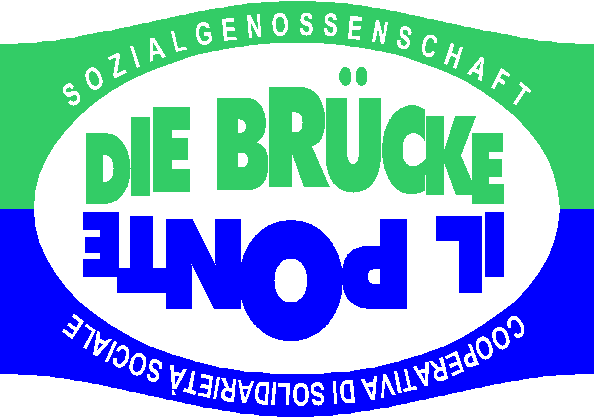 SOZIALGENOSSENSCHAFT
DIE BRÜCKE
IL PONTE
COOPERATIVA DI SOLIDARIETÀ SOCIALE